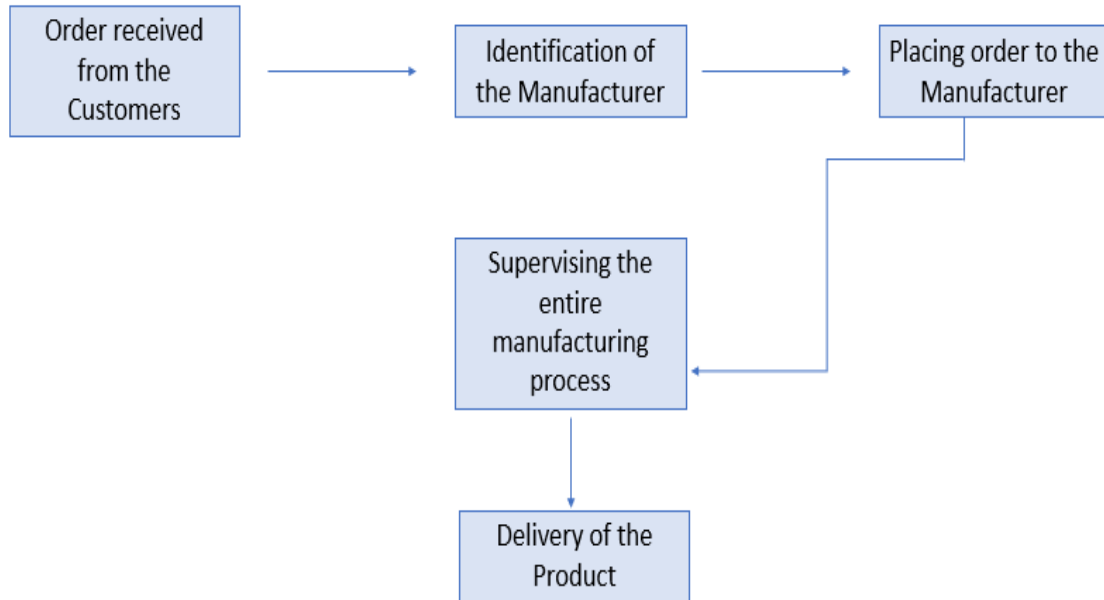 Order received
from the
Customers
Identification of
the Manufacturer
Placing order to the
Manufacturer
Supervising the
entire
manufacturing
process
Delivery of the
Product